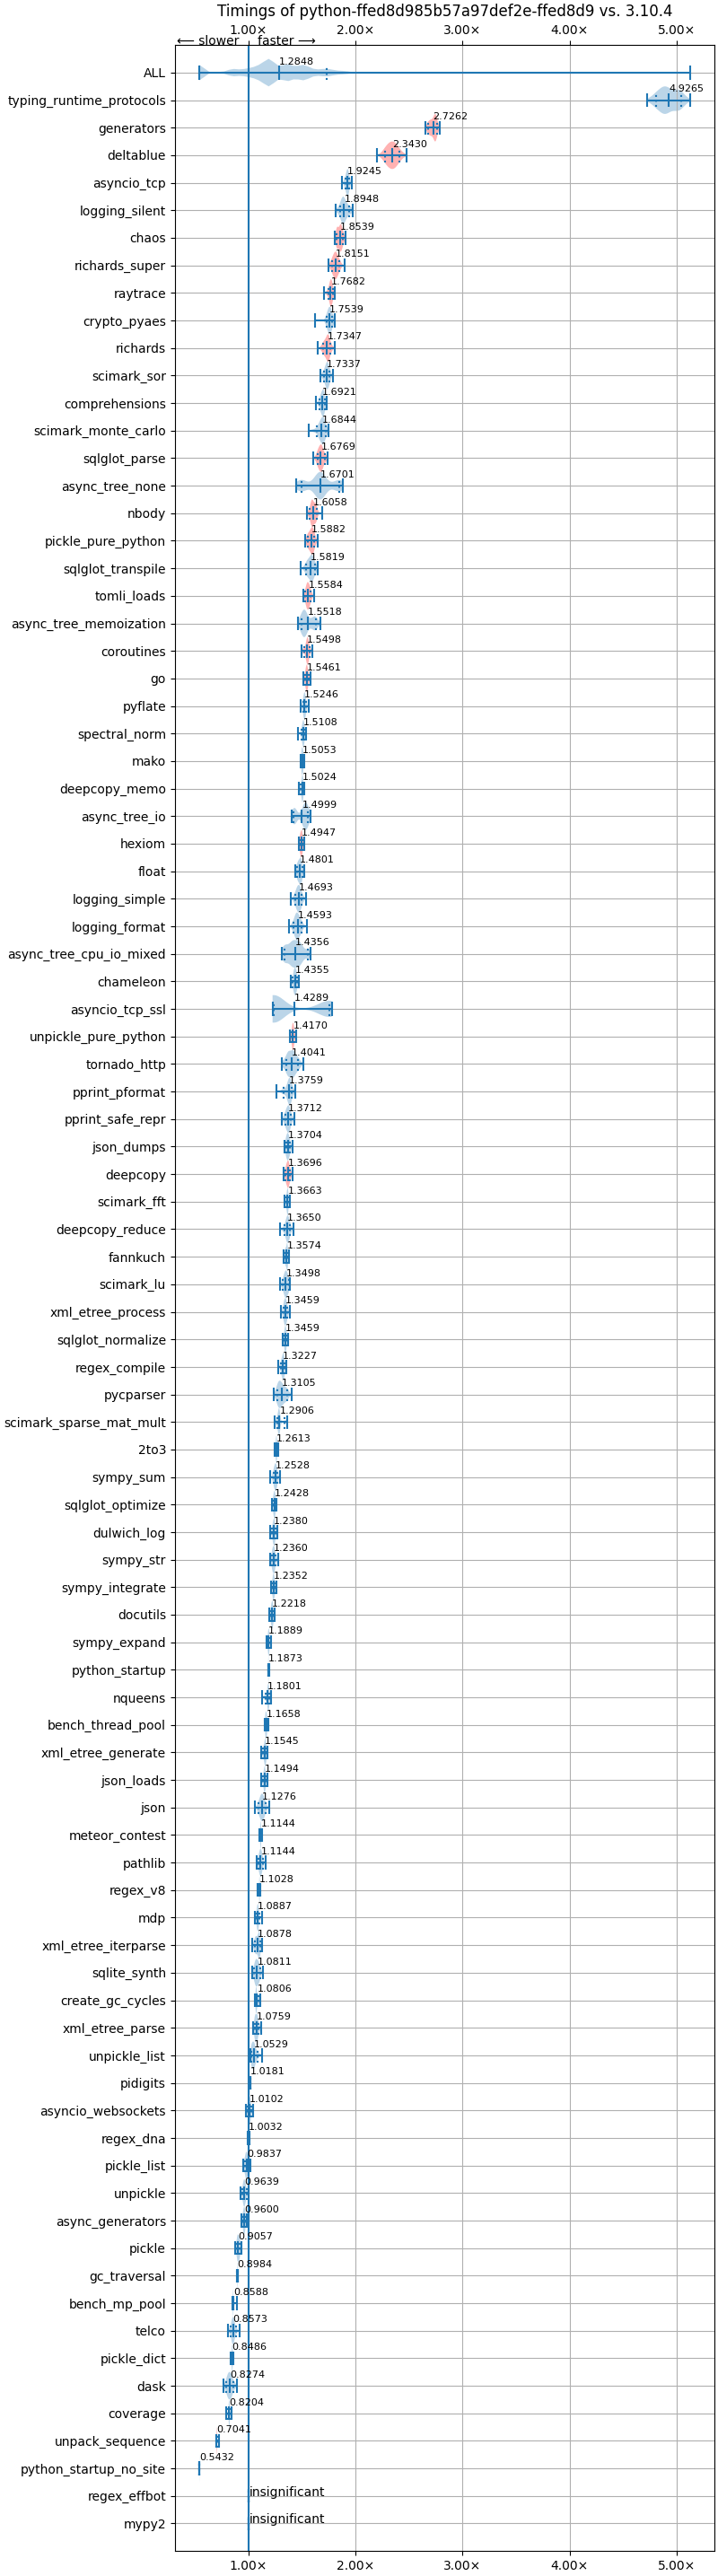 Timings of python-ffed8d985b57a97def2e-ffed8d9 vs. 3.10.4
1.00× 2.00× 3.00× 4.00× 5.00×
⟵ slower faster ⟶
ALL 1.2848
typing_runtime_protocols 4.9265
generators 2.7262
deltablue 2.3430
asyncio_tcp 1.9245
logging_silent 1.8948
chaos 1.8539
richards_super 1.8151
raytrace 1.7682
crypto_pyaes 1.7539
richards 1.7347
scimark_sor 1.7337
comprehensions 1.6921
scimark_monte_carlo 1.6844
sqlglot_parse 1.6769
async_tree_none 1.6701
nbody 1.6058
pickle_pure_python 1.5882
sqlglot_transpile 1.5819
tomli_loads 1.5584
async_tree_memoization 1.5518
coroutines 1.5498
go 1.5461
pyflate 1.5246
spectral_norm 1.5108
mako 1.5053
deepcopy_memo 1.5024
async_tree_io 1.4999
hexiom 1.4947
float 1.4801
logging_simple 1.4693
logging_format 1.4593
async_tree_cpu_io_mixed 1.4356
chameleon 1.4355
asyncio_tcp_ssl 1.4289
unpickle_pure_python 1.4170
tornado_http 1.4041
pprint_pformat 1.3759
pprint_safe_repr 1.3712
json_dumps 1.3704
deepcopy 1.3696
scimark_fft 1.3663
deepcopy_reduce 1.3650
fannkuch 1.3574
scimark_lu 1.3498
xml_etree_process 1.3459
sqlglot_normalize 1.3459
regex_compile 1.3227
pycparser 1.3105
scimark_sparse_mat_mult 1.2906
2to3 1.2613
sympy_sum 1.2528
sqlglot_optimize 1.2428
dulwich_log 1.2380
sympy_str 1.2360
sympy_integrate 1.2352
docutils 1.2218
sympy_expand 1.1889
python_startup 1.1873
nqueens 1.1801
bench_thread_pool 1.1658
xml_etree_generate 1.1545
json_loads 1.1494
json 1.1276
meteor_contest 1.1144
pathlib 1.1144
regex_v8 1.1028
mdp 1.0887
xml_etree_iterparse 1.0878
sqlite_synth 1.0811
create_gc_cycles 1.0806
xml_etree_parse 1.0759
unpickle_list 1.0529
pidigits 1.0181
asyncio_websockets 1.0102
regex_dna 1.0032
pickle_list 0.9837
unpickle 0.9639
async_generators 0.9600
pickle 0.9057
gc_traversal 0.8984
bench_mp_pool 0.8588
telco 0.8573
pickle_dict 0.8486
dask 0.8274
coverage 0.8204
unpack_sequence 0.7041
python_startup_no_site 0.5432
regex_effbot insignificant
mypy2 insignificant
1.00× 2.00× 3.00× 4.00× 5.00×